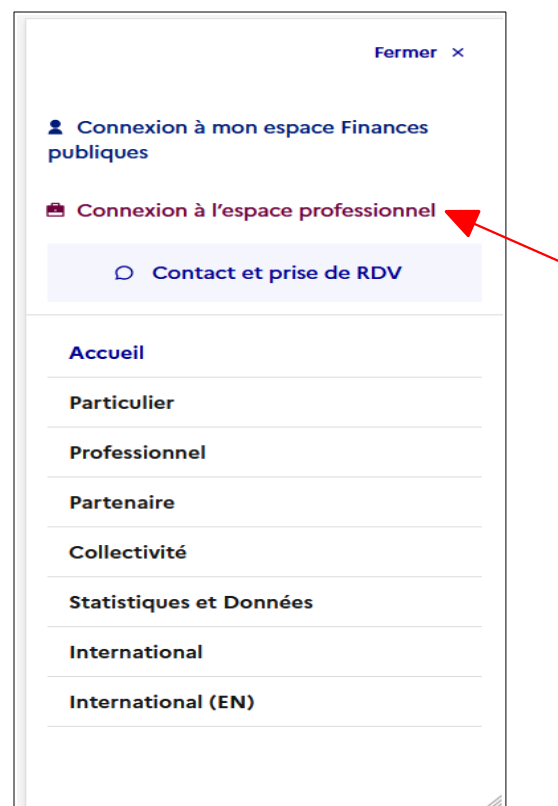 Fermer ×
Connexion à mon espace Finances
publiques
Connexion à l'espace professionnel
Contact et prise de RDV
Accueil
Particulier
Professionnel
Partenaire
Collectivité
Statistiques et Données
International
International (EN)